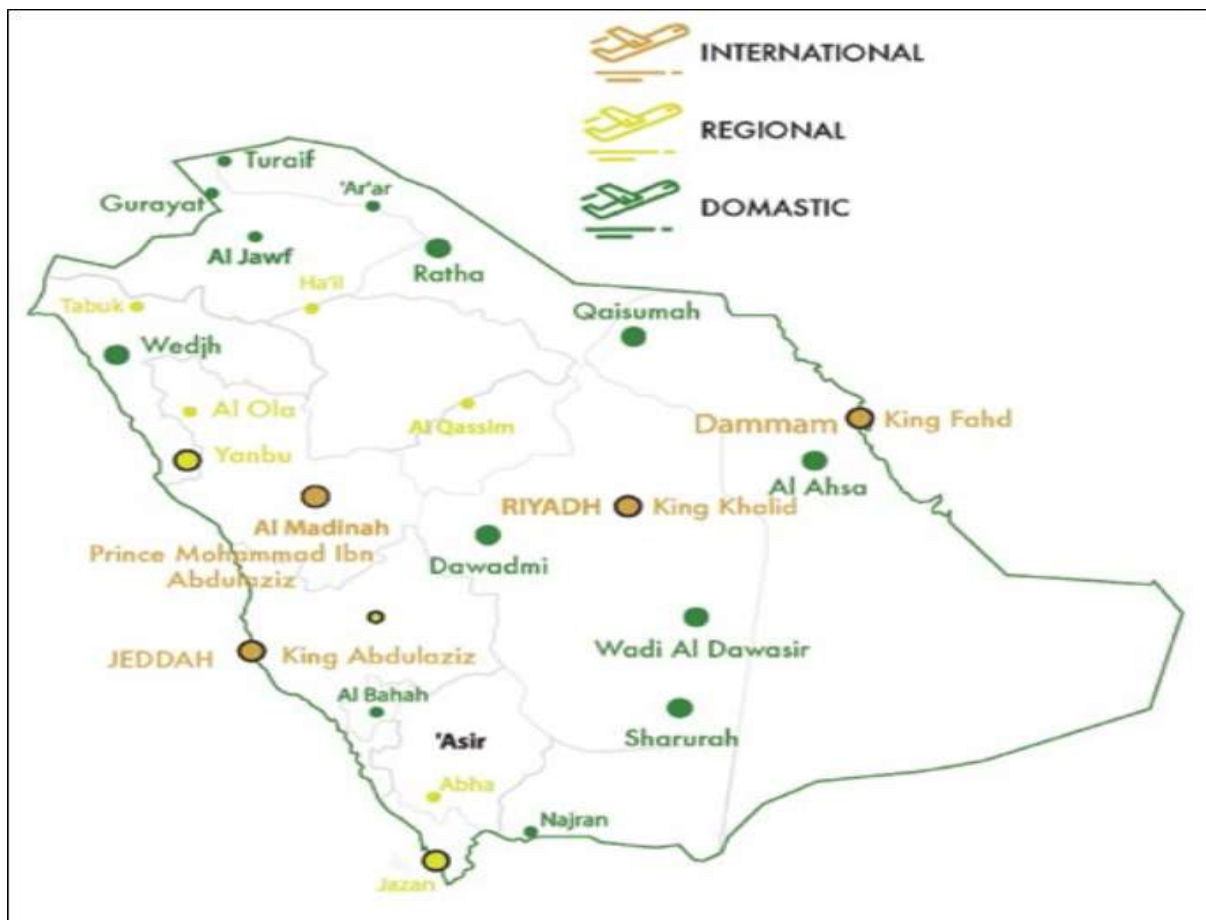 INTERNATIONAL
REGIONAL
DOMASTIC
Turaif
Gurayat
'Ar'ar
Al Jawf
Ratha
Ha'il
Tabuk
Qaisumah
Wedjh
Al Ola
Al Qassim
Dammam King Fahd
Yanbu
Al Ahsa
RIYADH King Khalid
Al Madinah
Prince Mohammad Ibn
Abdulaziz
Dawadmi
Wadi Al Dawasir
JEDDAH King Abdulaziz
Al Bahah
'Asir
Sharurah
Abha
Najran
Jazan